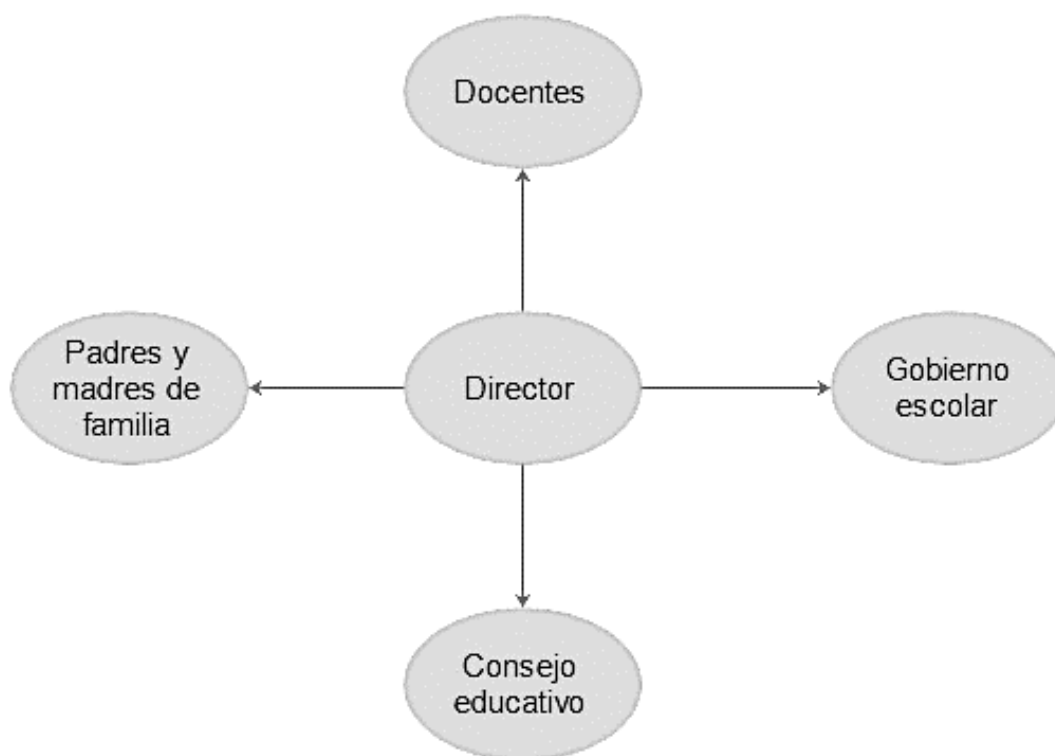 Docentes
Padres y
madres de
familia
Director
Gobierno
escolar
Consejo
educativo